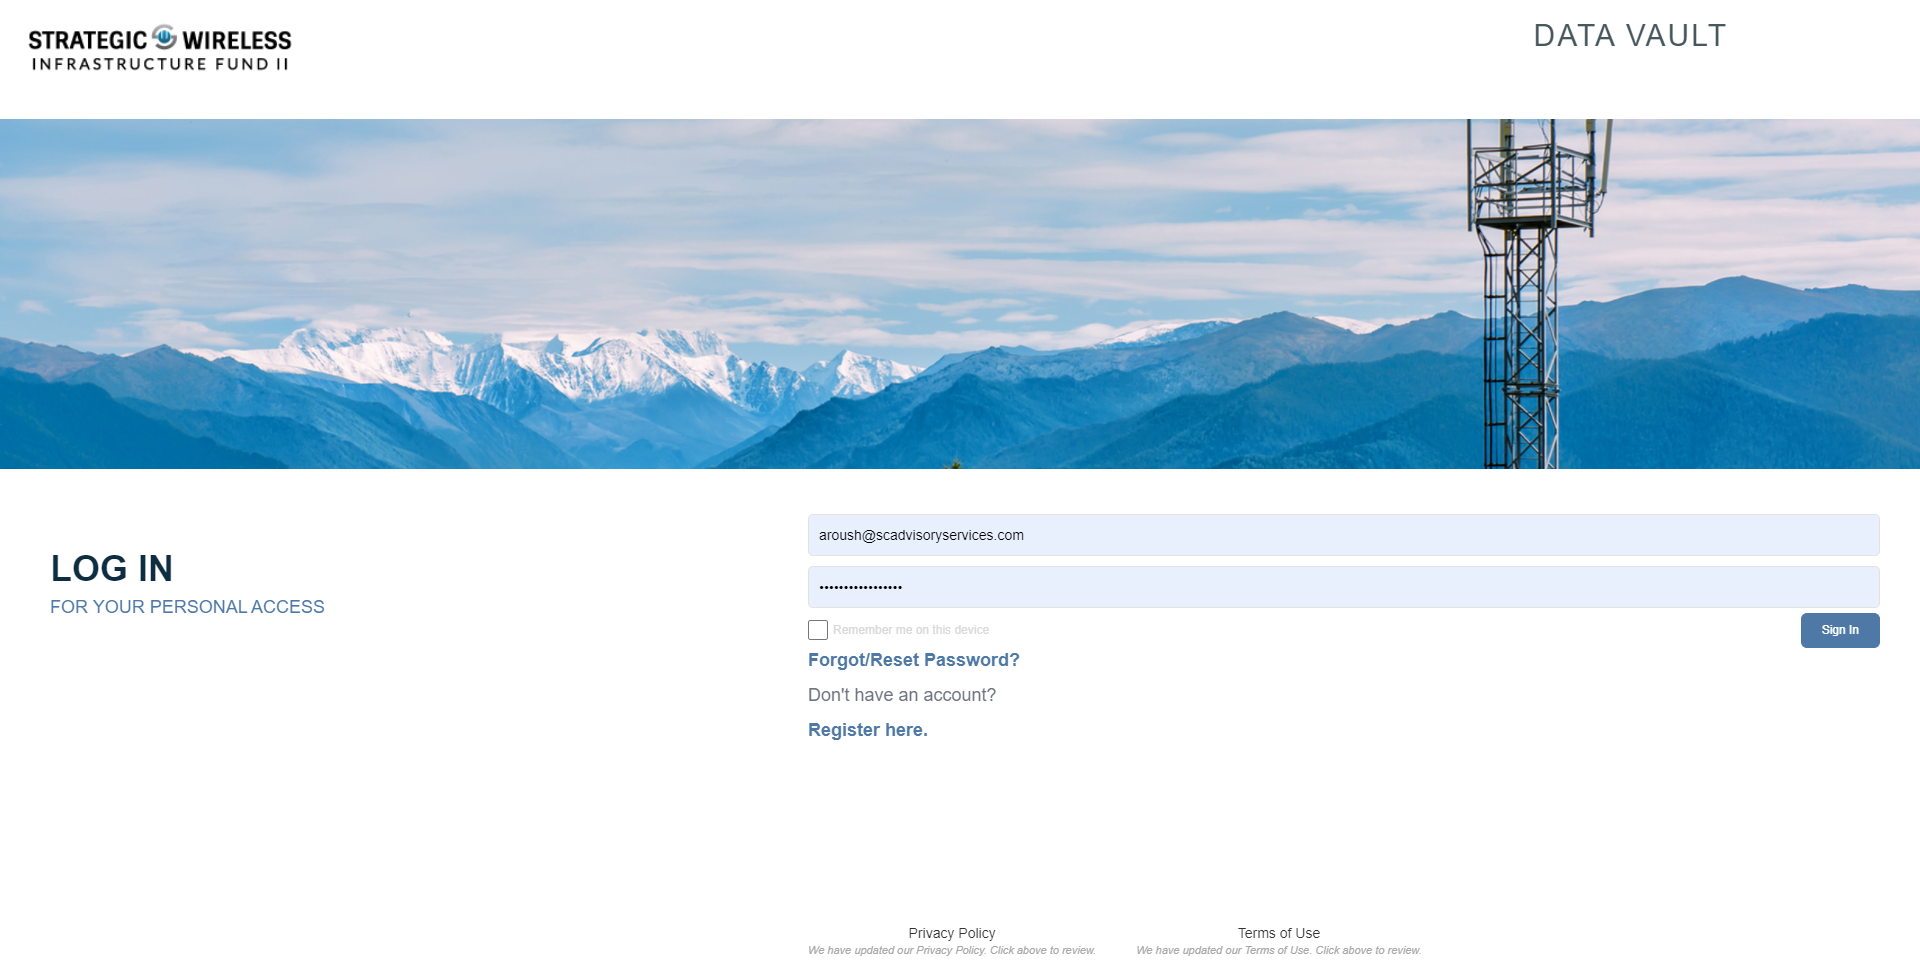 STRATEGIC WIRELESS
INFRASTRUCTURE FUND II
DATA VAULT
LOG IN
FOR YOUR PERSONAL ACCESS
aroush@scadvisoryservices.com
•••••••••••••••••
Remember me on this device
Sign In
Forgot/Reset Password?
Don't have an account?
Register here.
Privacy Policy
We have updated our Privacy Policy. Click above to review.
Terms of Use
We have updated our Terms of Use. Click above to review.